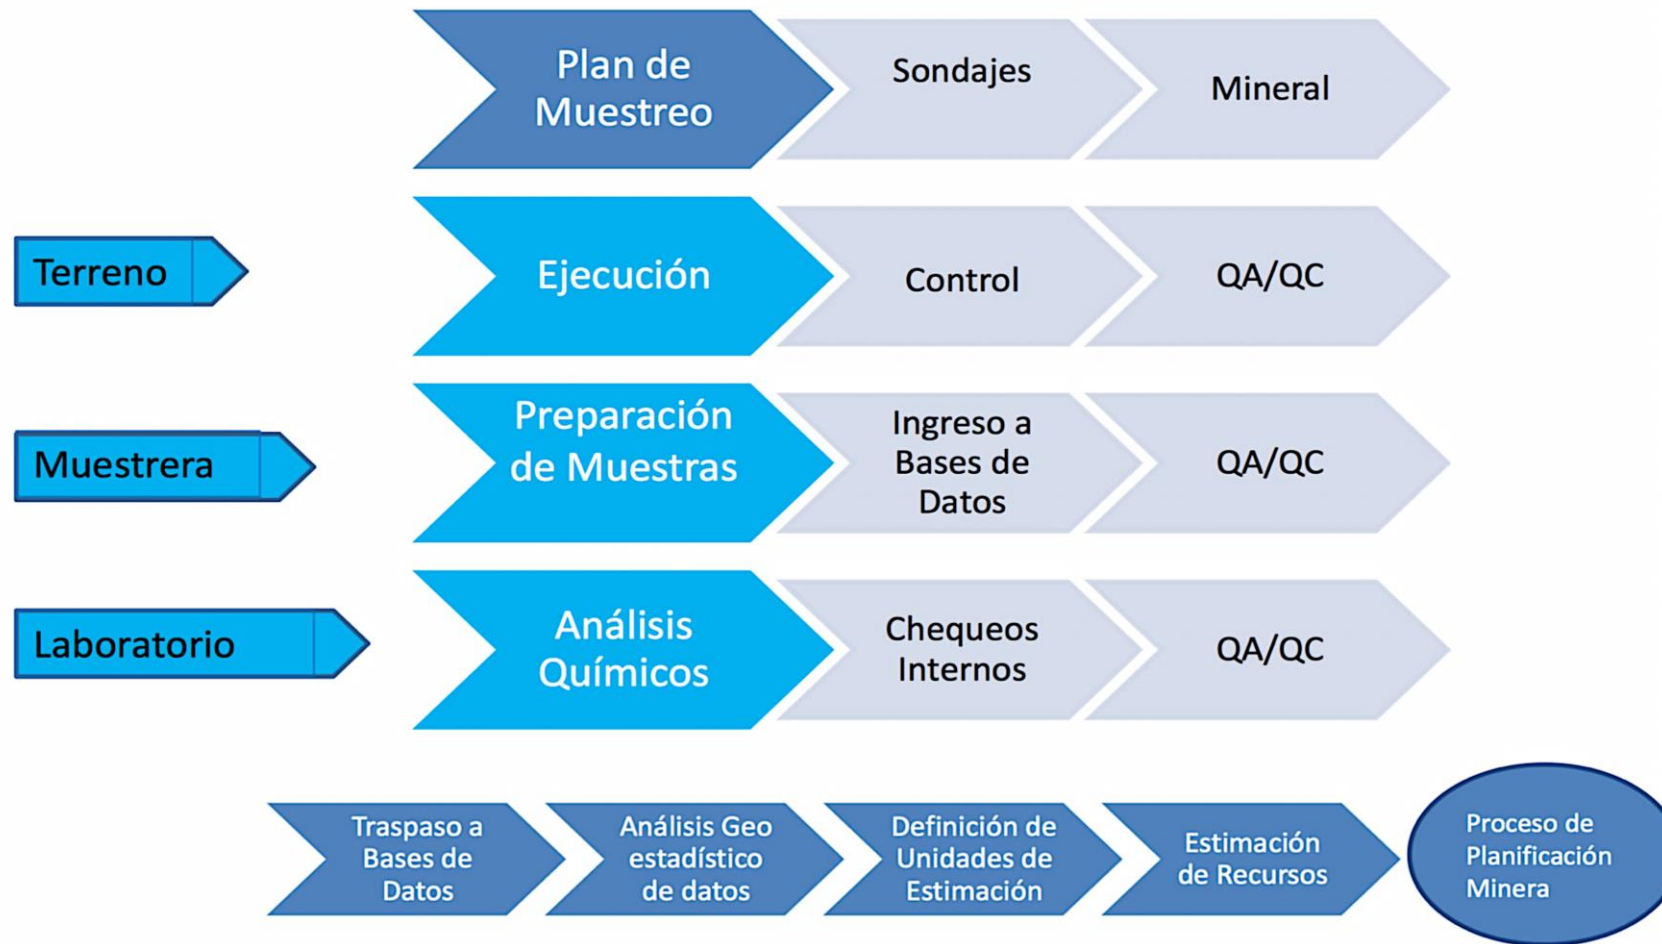 Plan de
Muestreo
Sondajes
Mineral
Terreno
Ejecución
Control
QA/QC
Muestrera
Preparación
de Muestras
Ingreso a
Bases de
Datos
QA/QC
Laboratorio
Análisis
Químicos
Chequeos
Internos
QA/QC
Traspaso a
Bases de
Datos
Análisis Geo
estadístico
de datos
Definición de
Unidades de
Estimación
Estimación
de Recursos
Proceso de
Planificación
Minera